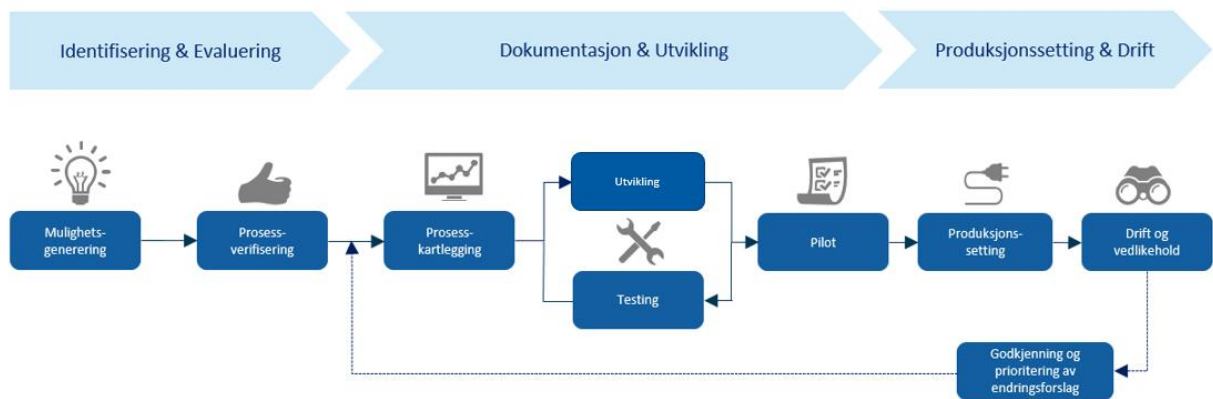 Identifisering & Evaluering
Dokumentasjon & Utvikling
Produksjonssetting & Drift
Mulighets-
generering
Prosess-
verifisering
Prosess-
kartlegging
Utvikling
Testing
Pilot
Produksjons-
setting
Drift og
vedlikehold
Godkjenning og
prioritering av
endringsforslag